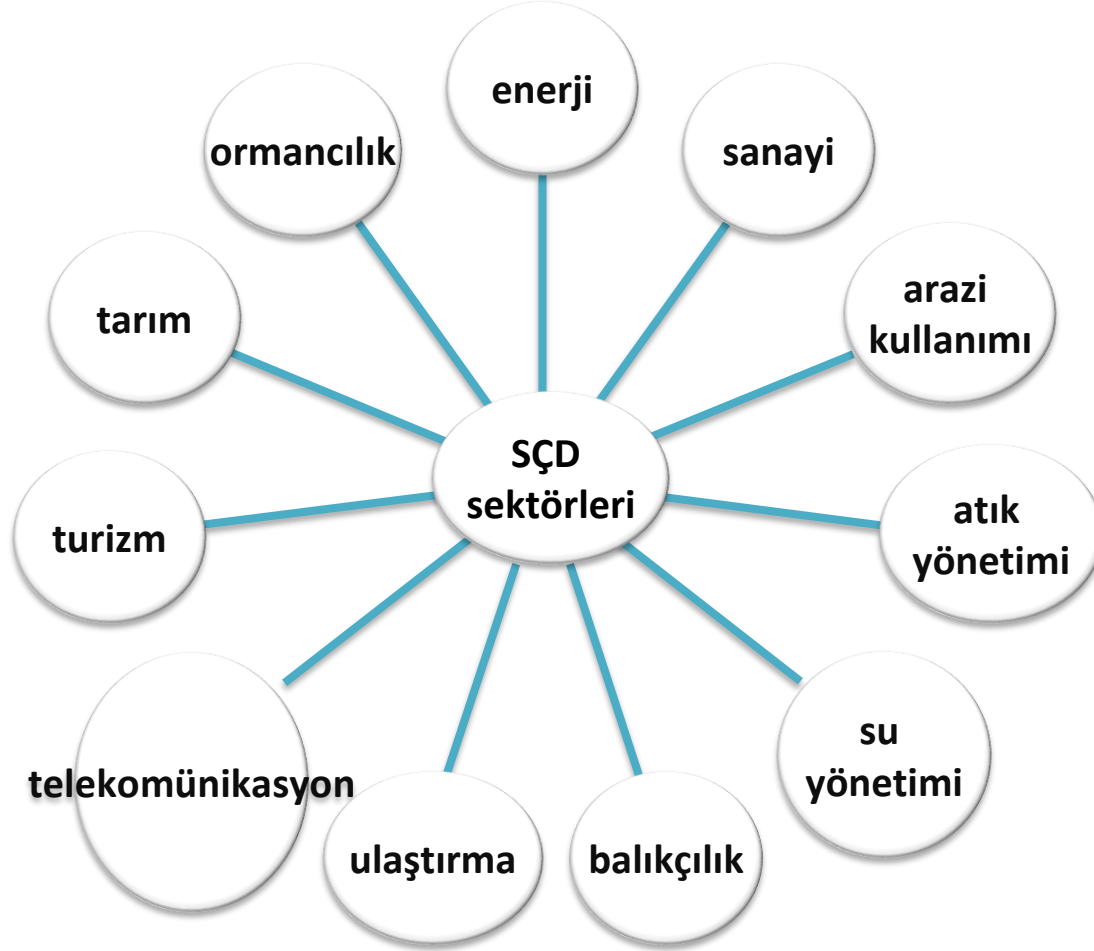 enerji
sanayi
arazi
kullanımı
atık
yönetimi
su
yönetimi
balıkçılık
ulaştırma
telekomünikasyon
turizm
tarım
ormancılık
SÇD
sektörleri